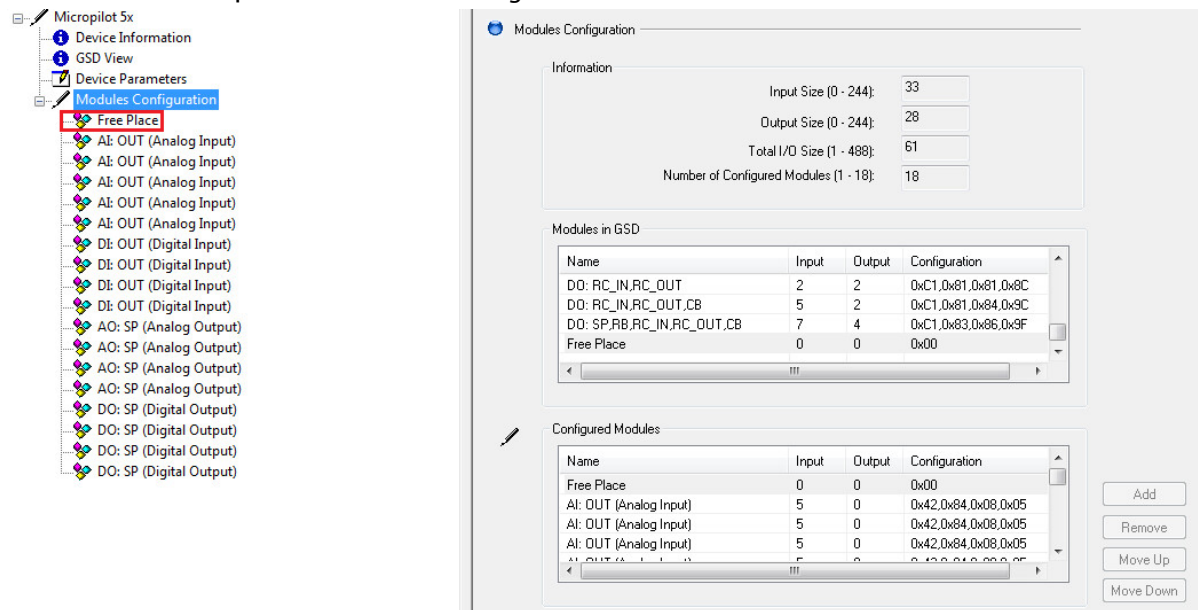 Micropilot 5x
Device Information
GSD View
Device Parameters
Modules Configuration
Free Place
AI: OUT (Analog Input)
AI: OUT (Analog Input)
AI: OUT (Analog Input)
AI: OUT (Analog Input)
AI: OUT (Analog Input)
DI: OUT (Digital Input)
DI: OUT (Digital Input)
DI: OUT (Digital Input)
DI: OUT (Digital Input)
AO: SP (Analog Output)
AO: SP (Analog Output)
AO: SP (Analog Output)
AO: SP (Analog Output)
DO: SP (Digital Output)
DO: SP (Digital Output)
DO: SP (Digital Output)
DO: SP (Digital Output)
Modules Configuration
Information
Input Size (0 - 244): 33
Output Size (0 - 244): 28
Total I/O Size (1 - 488): 61
Number of Configured Modules (1 - 18): 18
Modules in GSD
Name Input Output Configuration
DO: RC_IN,RC_OUT 2 2 0xC1,0x81,0x81,0x8C
DO: RC_IN,RC_OUT,CB 5 2 0xC1,0x81,0x84,0x9C
DO: SP,RB,RC_IN,RC_OUT,CB 7 4 0xC1,0x83,0x86,0x9F
Free Place 0 0 0x00
Configured Modules
Name Input Output Configuration
Free Place 0 0 0x00
AI: OUT (Analog Input) 5 0 0x42,0x84,0x08,0x05
AI: OUT (Analog Input) 5 0 0x42,0x84,0x08,0x05
AI: OUT (Analog Input) 5 0 0x42,0x84,0x08,0x05
Add
Remove
Move Up
Move Down